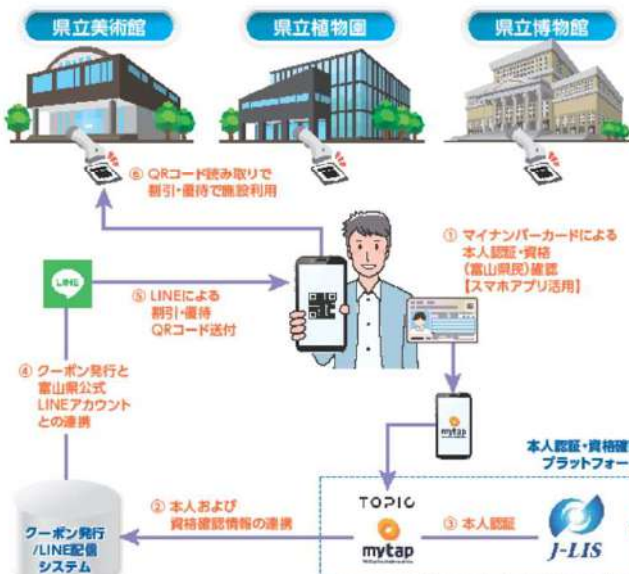 県立美術館
県立植物園
県立博物館
⑥ QRコード読み取りで
割引・優待で施設利用
① マイナンバーカードによる
本人認証・資格
(富山県民)確認
【スマホアプリ活用】
LINE
⑤ LINEによる
割引・優待
QRコード送付
④ クーポン発行と
富山県公式
LINEアカウント
との連携
mytap
本人認証・資格確
プラットフォー
② 本人および
資格確認情報の連携
TOPIC
mytap
③ 本人認証
J-LIS
クーポン発行
/LINE配信
システム